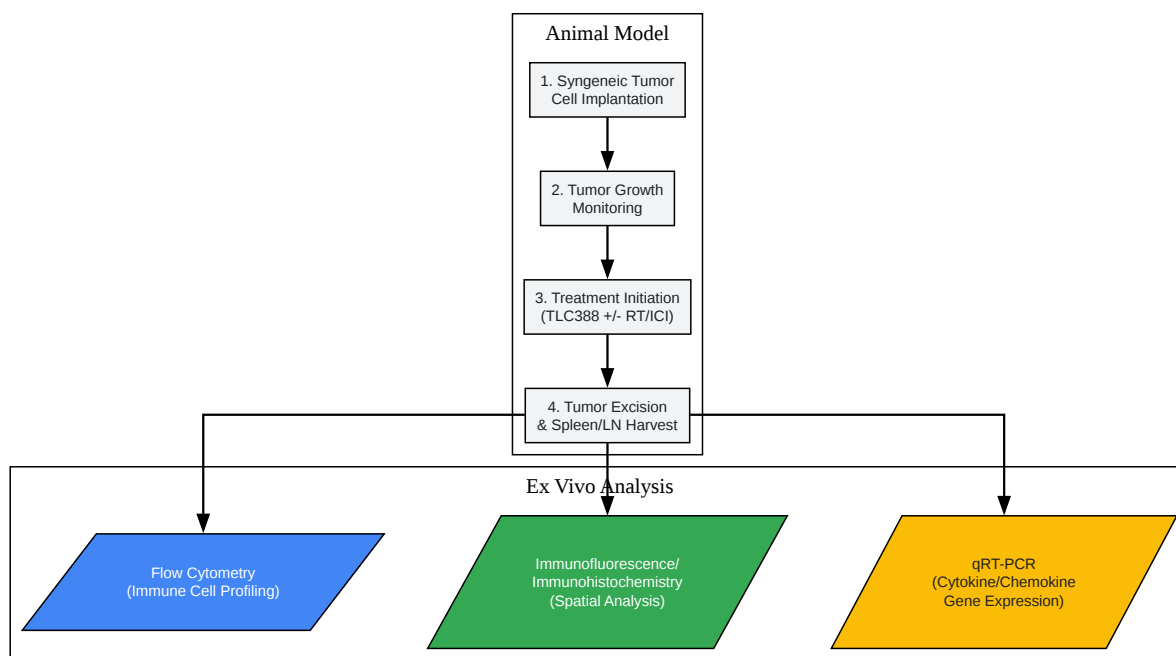 Animal Model
1. Syngeneic Tumor
Cell Implantation
2. Tumor Growth
Monitoring
3. Treatment Initiation
(TLC388 +/- RT/ICI)
4. Tumor Excision
& Spleen/LN Harvest
Ex Vivo Analysis
Flow Cytometry
(Immune Cell Profiling)
Immunofluorescence/
Immunohistochemistry
(Spatial Analysis)
qRT-PCR
(Cytokine/Chemokine
Gene Expression)